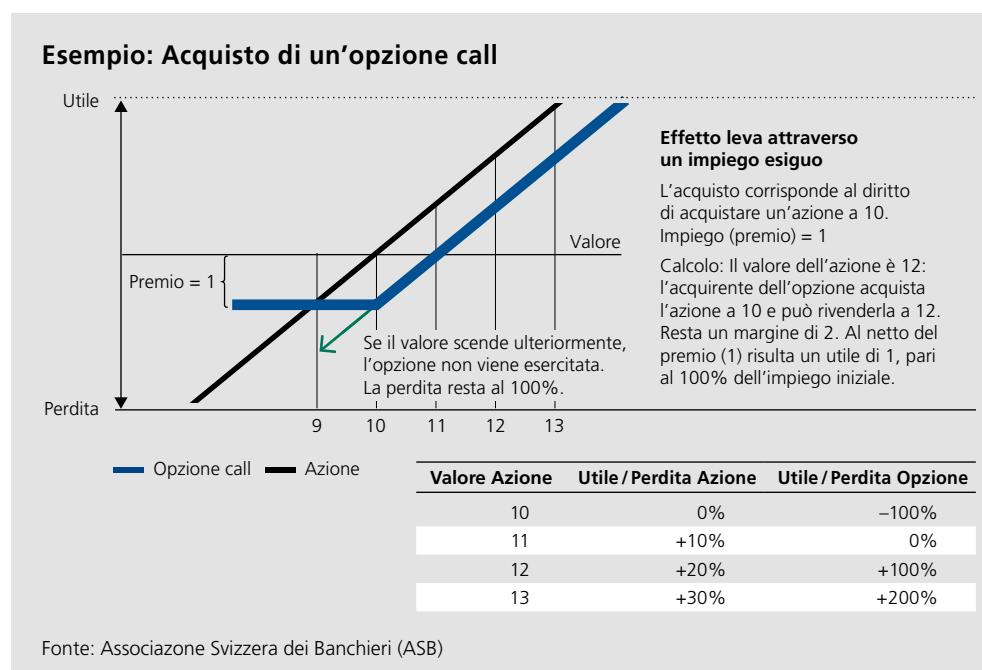 Esempio: Acquisto di un’opzione call
Utile
Effetto leva attraverso
un impiego esiguo
L’acquisto corrisponde al diritto
di acquistare un’azione a 10.
Impiego (premio) = 1
Calcolo: Il valore dell’azione è 12:
l’acquirente dell’opzione acquista
l’azione a 10 e può rivenderla a 12.
Resta un margine di 2. Al netto del
premio (1) risulta un utile di 1, pari
al 100% dell’impiego iniziale.
Valore
Premio = 1
Se il valore scende ulteriormente,
l’opzione non viene esercitata.
La perdita resta al 100%.
Perdita
9 10 11 12 13
Opzione call Azione
Valore Azione Utile / Perdita Azione Utile / Perdita Opzione
10 0% –100%
11 +10% 0%
12 +20% +100%
13 +30% +200%
Fonte: Associazone Svizzera dei Banchieri (ASB)